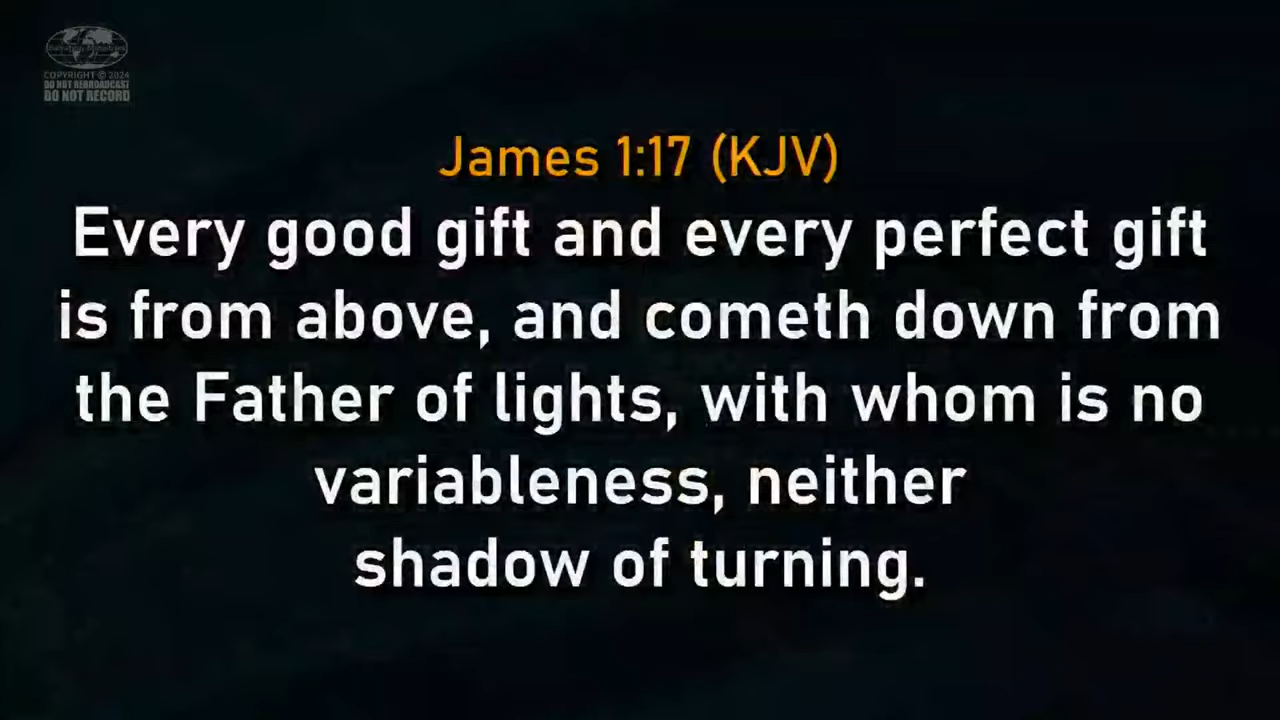 Salvation Ministries
COPYRIGHT © 2024
DO NOT REBROADCAST
DO NOT RECORD
James 1:17 (KJV)
Every good gift and every perfect gift
is from above, and cometh down from
the Father of lights, with whom is no
variableness, neither
shadow of turning.